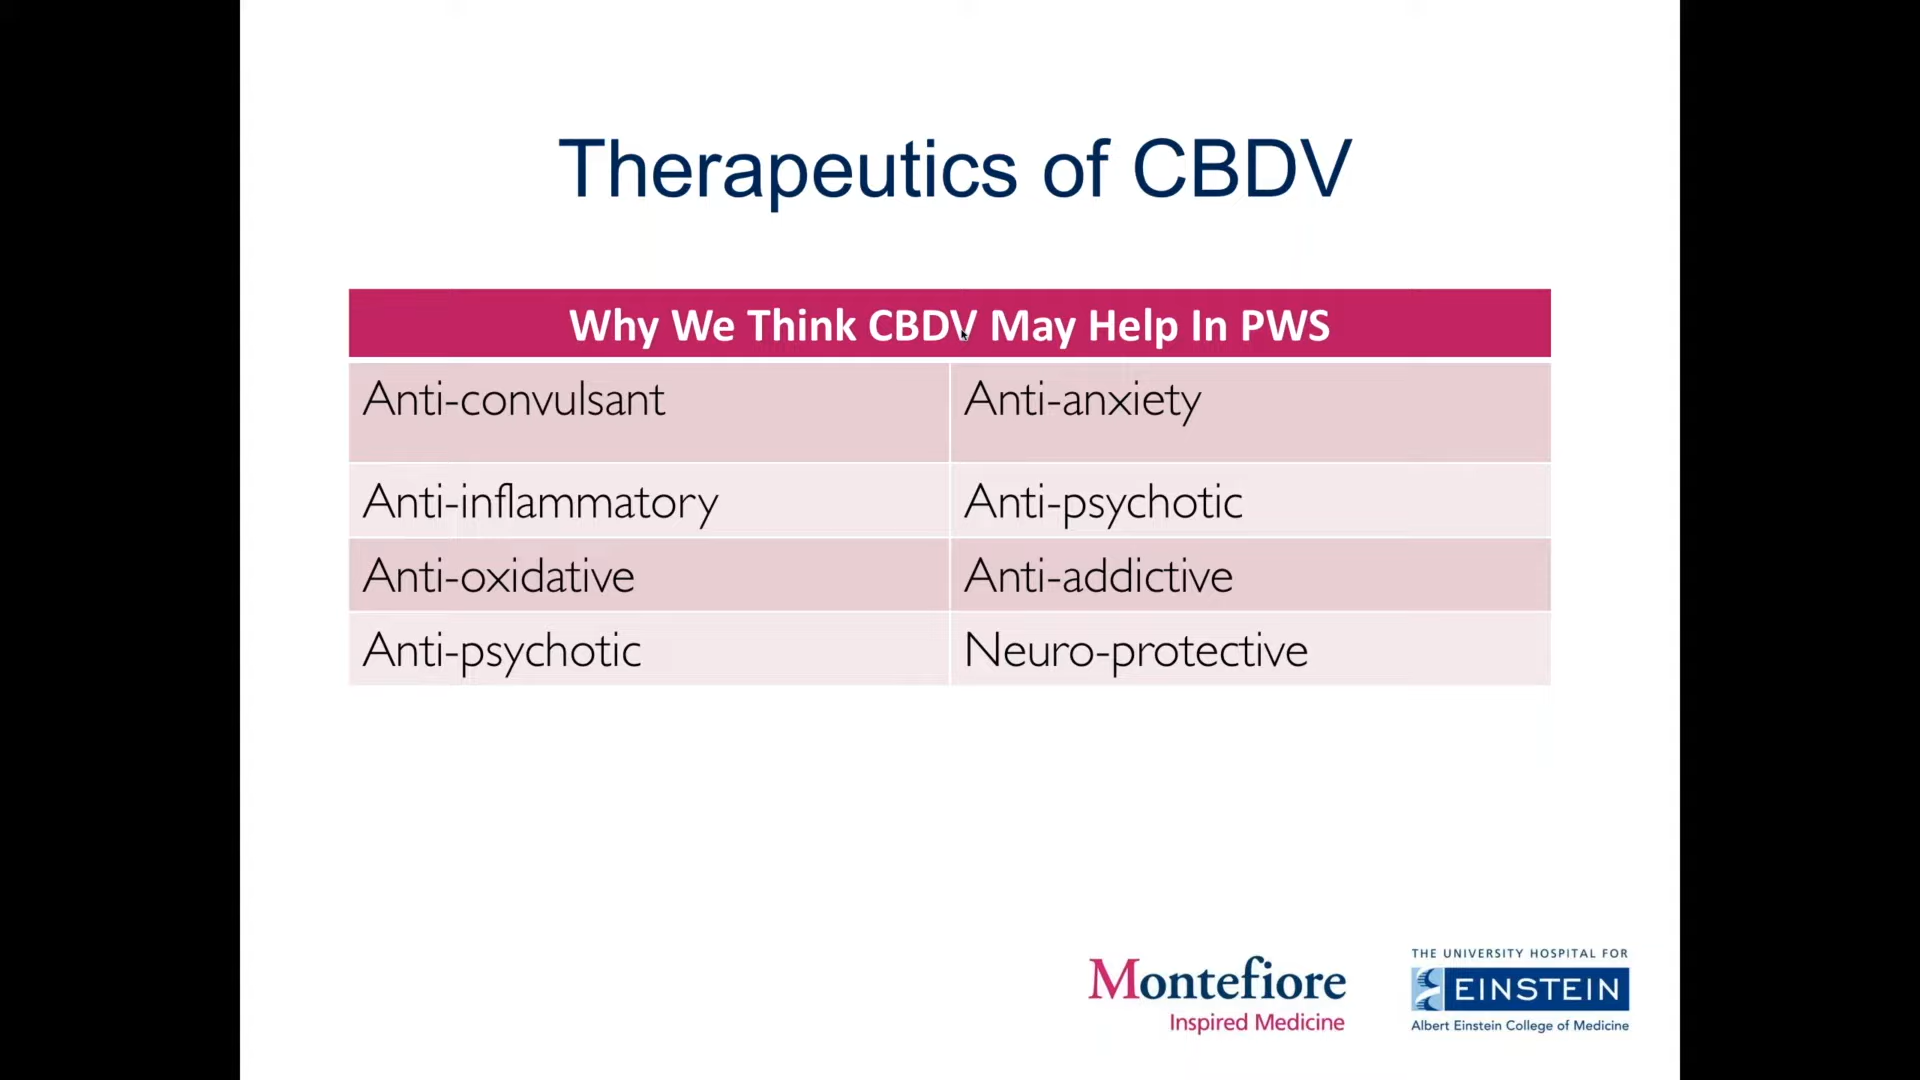 Therapeutics of CBDV
Why We Think CBDV May Help In PWS
Anti-convulsant
Anti-anxiety
Anti-inflammatory
Anti-psychotic
Anti-oxidative
Anti-addictive
Anti-psychotic
Neuro-protective
Montefiore
Inspired Medicine
THE UNIVERSITY HOSPITAL FOR
EINSTEIN
Albert Einstein College of Medicine